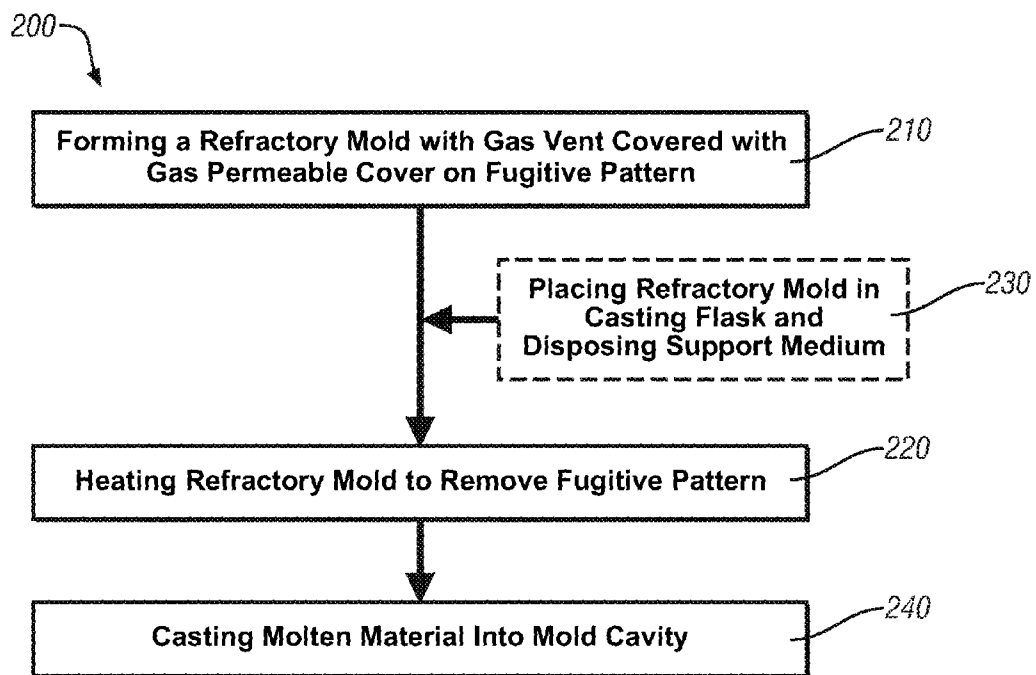 200
Forming a Refractory Mold with Gas Vent Covered with
Gas Permeable Cover on Fugitive Pattern
210
Placing Refractory Mold in
Casting Flask and
Disposing Support Medium
230
Heating Refractory Mold to Remove Fugitive Pattern
220
Casting Molten Material Into Mold Cavity
240